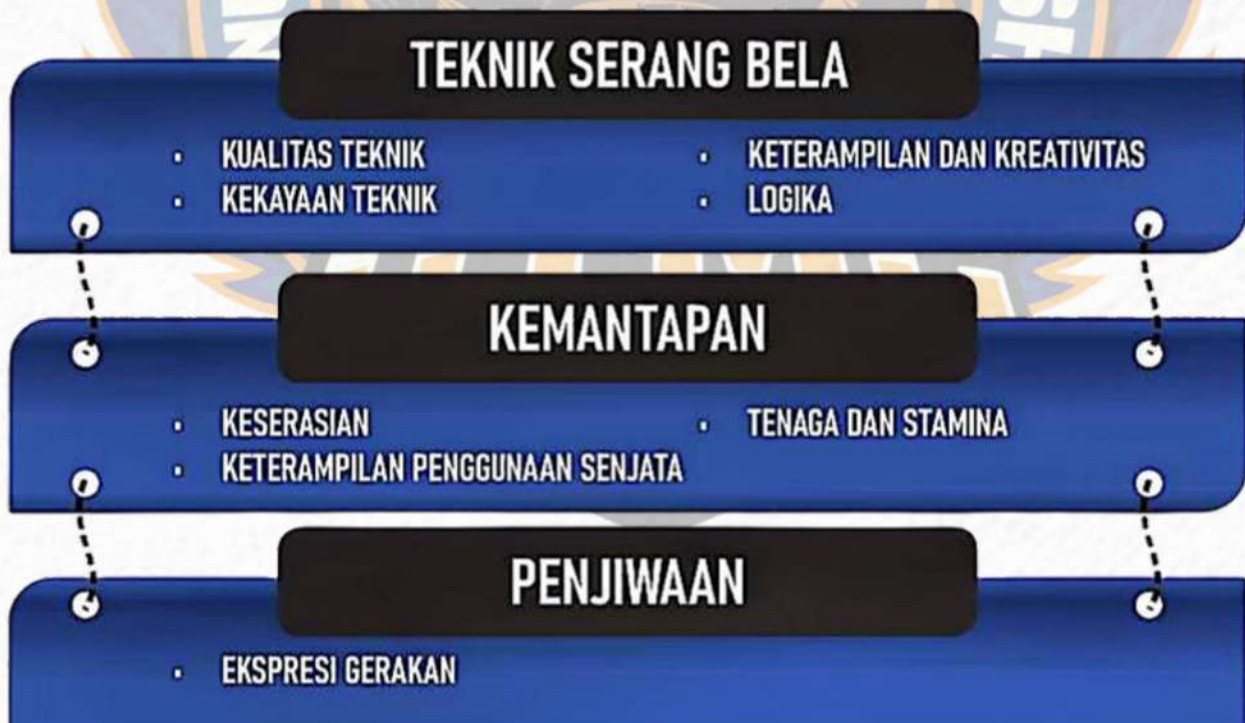 TEKNIK SERANG BELA
• KUALITAS TEKNIK
• KEKAYAAN TEKNIK
• KETERAMPILAN DAN KREATIVITAS
• LOGIKA
KEMANTAPAN
• KESERASIAN
• KETERAMPILAN PENGGUNAAN SENJATA
• TENAGA DAN STAMINA
PENJIWAAN
• EKSPRESI GERAKAN